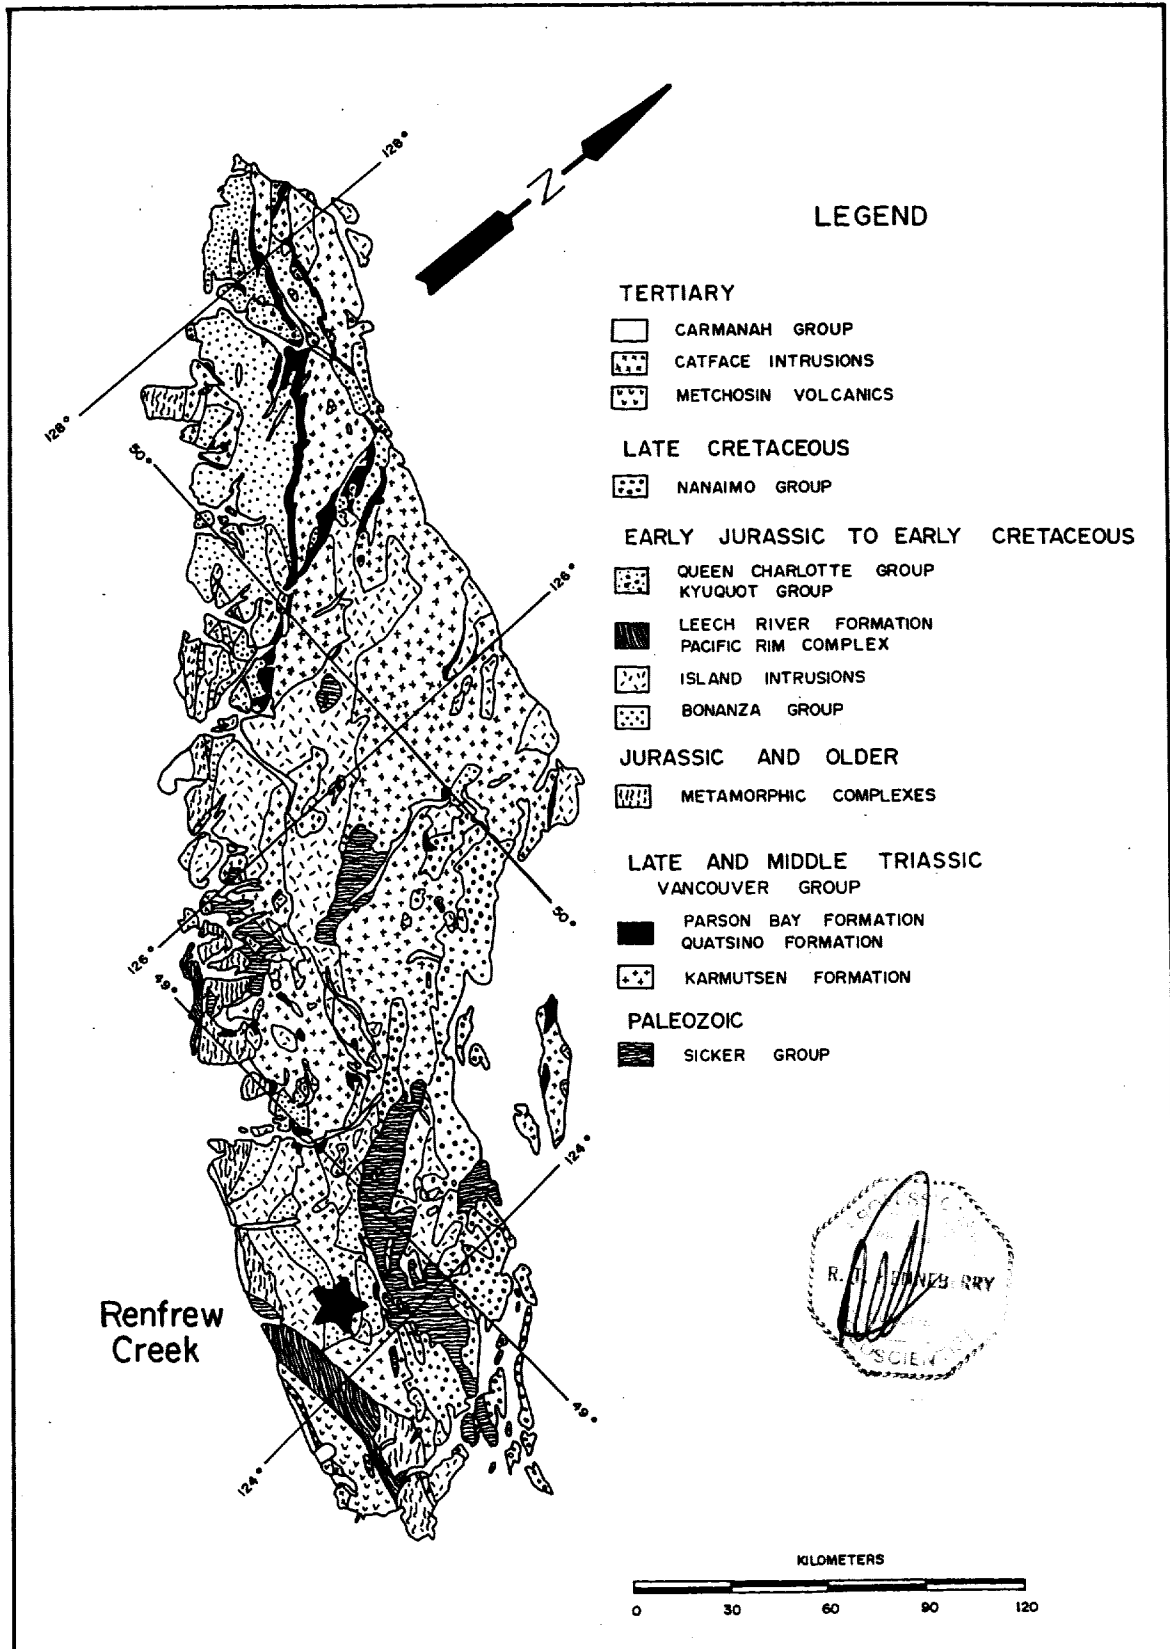 128°
N
LEGEND
TERTIARY
CARMANAH GROUP
CATFACE INTRUSIONS
METCHOSIN VOLCANICS
128°
50°
LATE CRETACEOUS
NANAIMO GROUP
EARLY JURASSIC TO EARLY CRETACEOUS
QUEEN CHARLOTTE GROUP
KYUQUOT GROUP
126°
LEECH RIVER FORMATION
PACIFIC RIM COMPLEX
ISLAND INTRUSIONS
BONANZA GROUP
JURASSIC AND OLDER
METAMORPHIC COMPLEXES
LATE AND MIDDLE TRIASSIC
VANCOUVER GROUP
50°
PARSON BAY FORMATION
QUATSINO FORMATION
126°
49°
KARMUTSEN FORMATION
PALEOZOIC
SICKER GROUP
124°
Renfrew
Creek
49°
124°
SCIEN
KILOMETERS
0 30 60 90 120